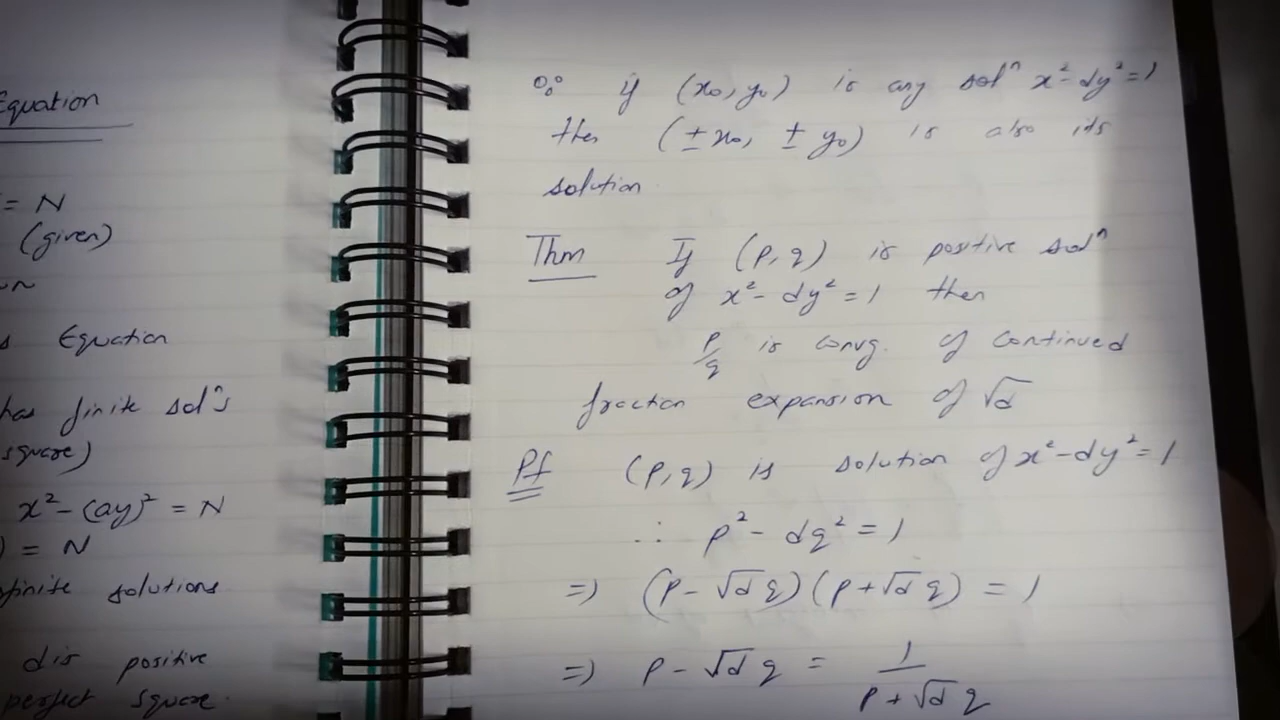 Equation
= N
(given)
Equation
has finite solⁿs
square)
x² - (ay)² = N
) = N
finite solutions
d is positive
perfect square.
if (x₀, y₀) is any solⁿ x² - dy² = 1
then (± x₀, ± y₀) is also its
solution.
Thm If (p, q) is positive solⁿ
of x² - dy² = 1 then
p/q is convg. of continued
fraction expansion of √d
Pf (p, q) is solution of x² - dy² = 1
∴ p² - dq² = 1
=) (p - √d q) (p + √d q) = 1
=) p - √d q = 1/(p + √d q)